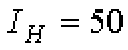 I_H = 50